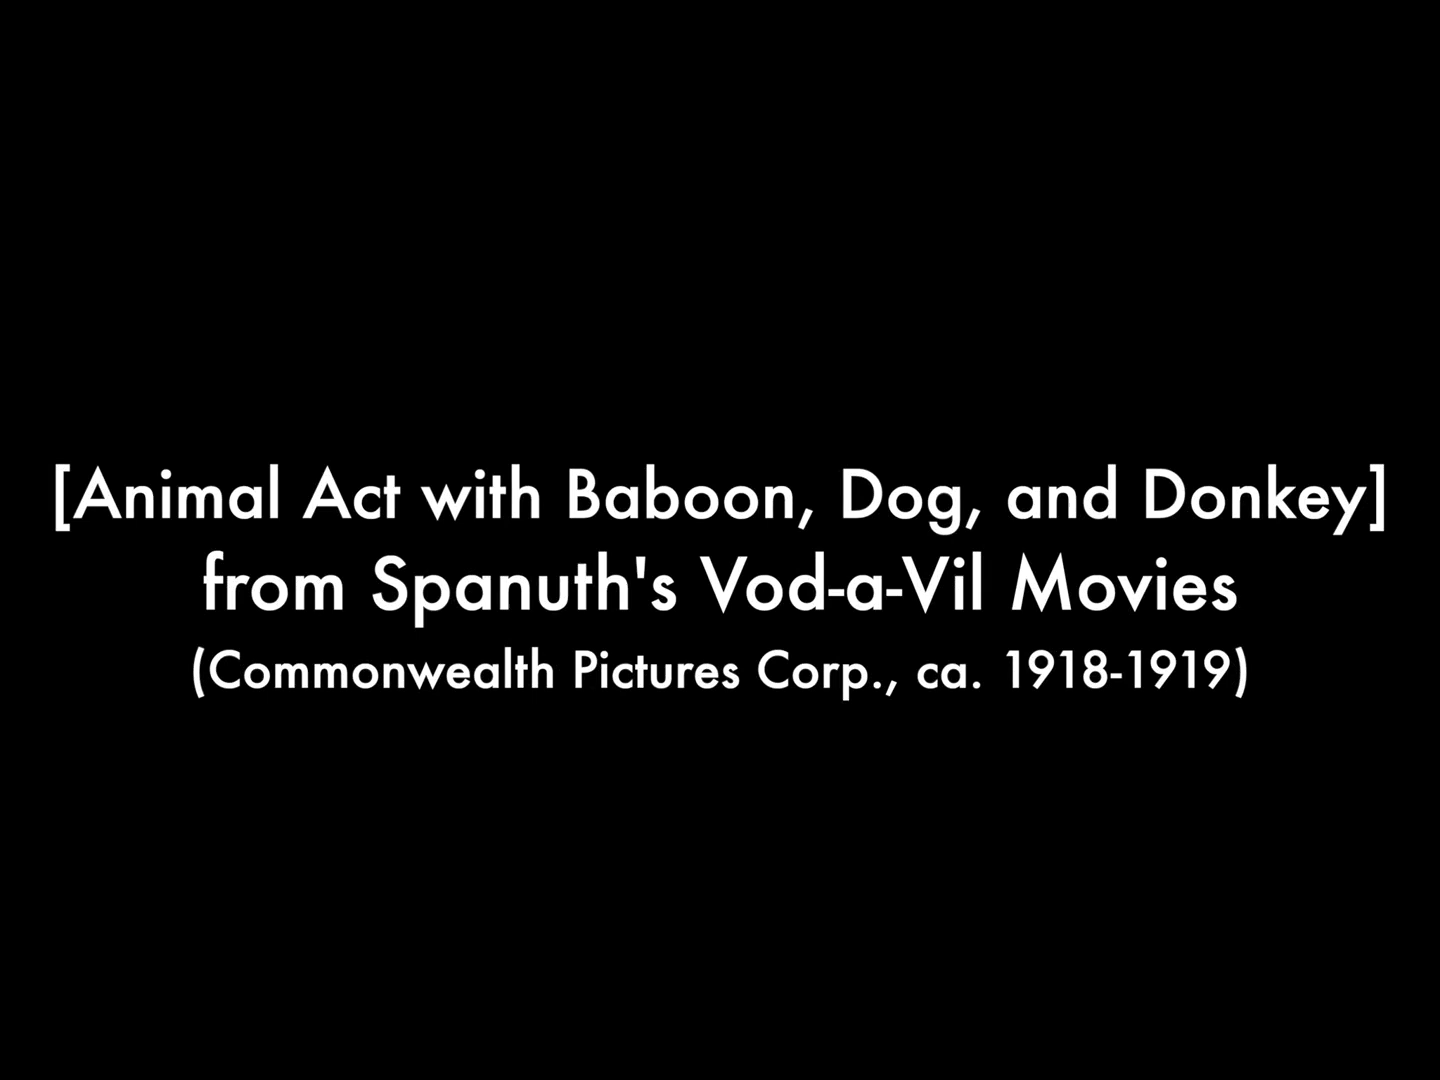 [Animal Act with Baboon, Dog, and Donkey]
from Spanuth's Vod-a-Vil Movies
(Commonwealth Pictures Corp., ca. 1918-1919)